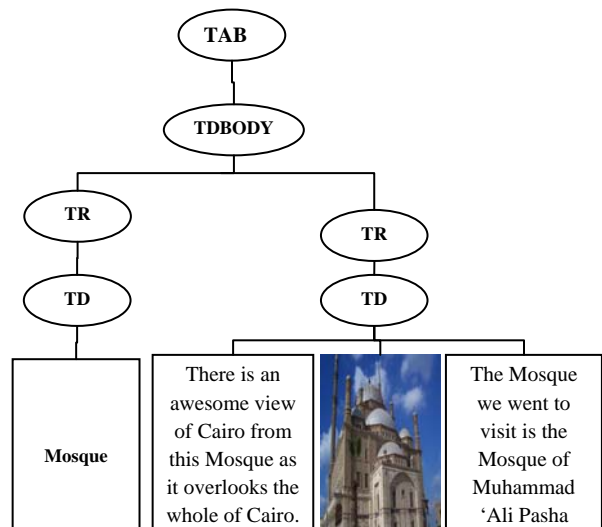 TAB
TDBODY
TR
TR
TD
TD
Mosque
There is an
awesome view
of Cairo from
this Mosque as
it overlooks the
whole of Cairo.
The Mosque
we went to
visit is the
Mosque of
Muhammad
‘Ali Pasha